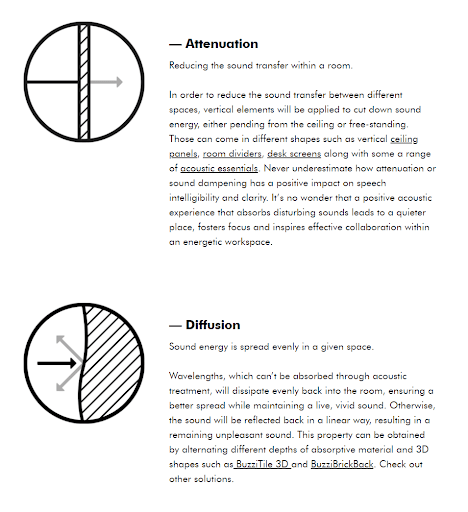 — Attenuation
Reducing the sound transfer within a room.
In order to reduce the sound transfer between different
spaces, vertical elements will be applied to cut down sound
energy, either pending from the ceiling or free-standing.
Those can come in different shapes such as vertical ceiling
panels, room dividers, desk screens along with some a range
of acoustic essentials. Never underestimate how attenuation or
sound dampening has a positive impact on speech
intelligibility and clarity. It's no wonder that a positive acoustic
experience that absorbs disturbing sounds leads to a quieter
place, fosters focus and inspires effective collaboration within
an energetic workspace.
— Diffusion
Sound energy is spread evenly in a given space.
Wavelengths, which can't be absorbed through acoustic
treatment, will dissipate evenly back into the room, ensuring a
better spread while maintaining a live, vivid sound. Otherwise,
the sound will be reflected back in a linear way, resulting in a
remaining unpleasant sound. This property can be obtained
by alternating different depths of absorptive material and 3D
shapes such as BuzziTile 3D and BuzziBrickBack. Check out
other solutions.